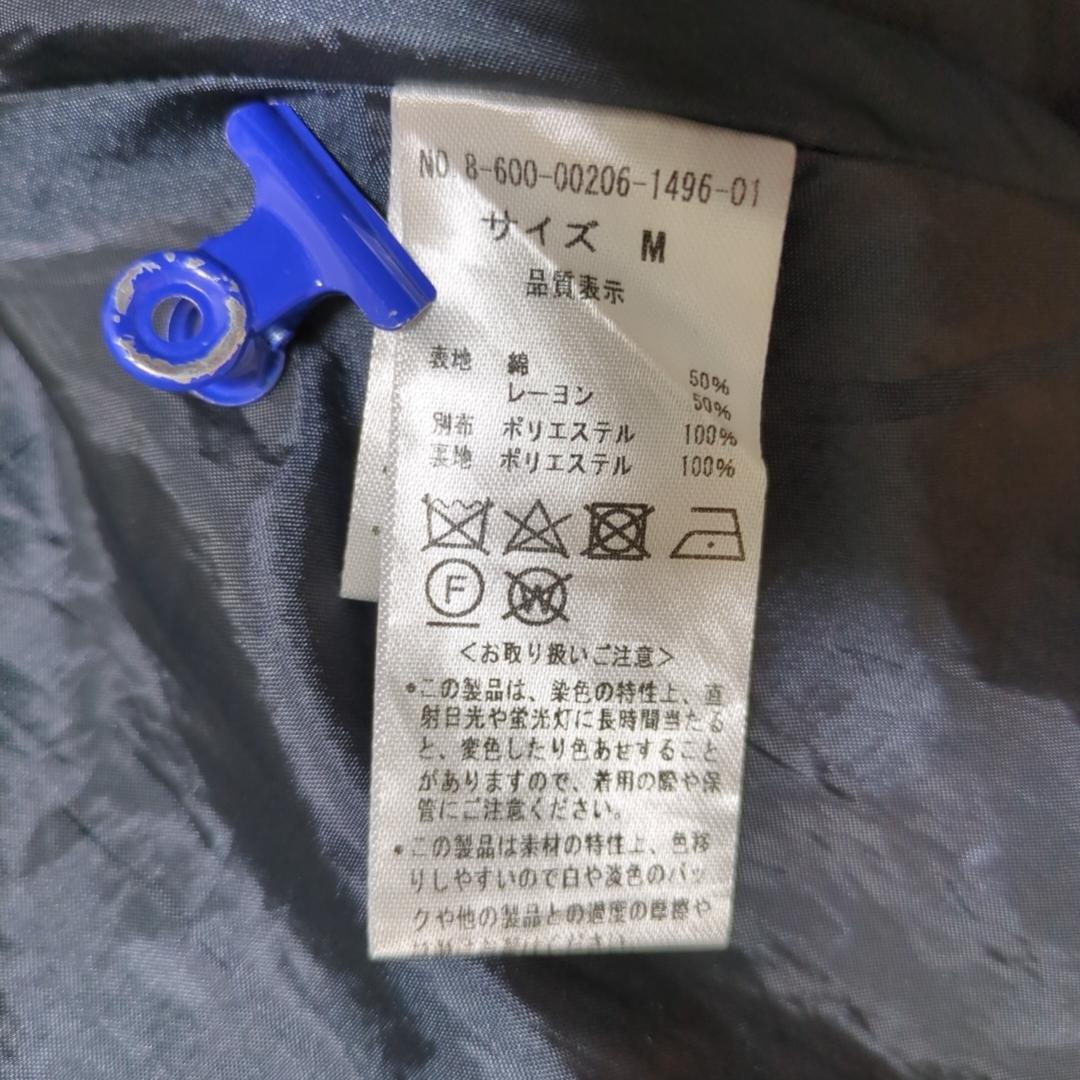 NO 8-600-00206-1496-01
サイズ M
品質表示
表地 綿 50%
レーヨン 50%
別布 ポリエステル 100%
裏地 ポリエステル 100%
F W
<お取り扱いご注意>
•この製品は、染色の特性上、直
射日光や蛍光灯に長時間当たる
と、変色したり色あせすること
がありますので、着用の際や保
管にご注意ください。
•この製品は素材の特性上、色移
りしやすいので白や淡色のバッ
クや他の製品との過度の摩擦や